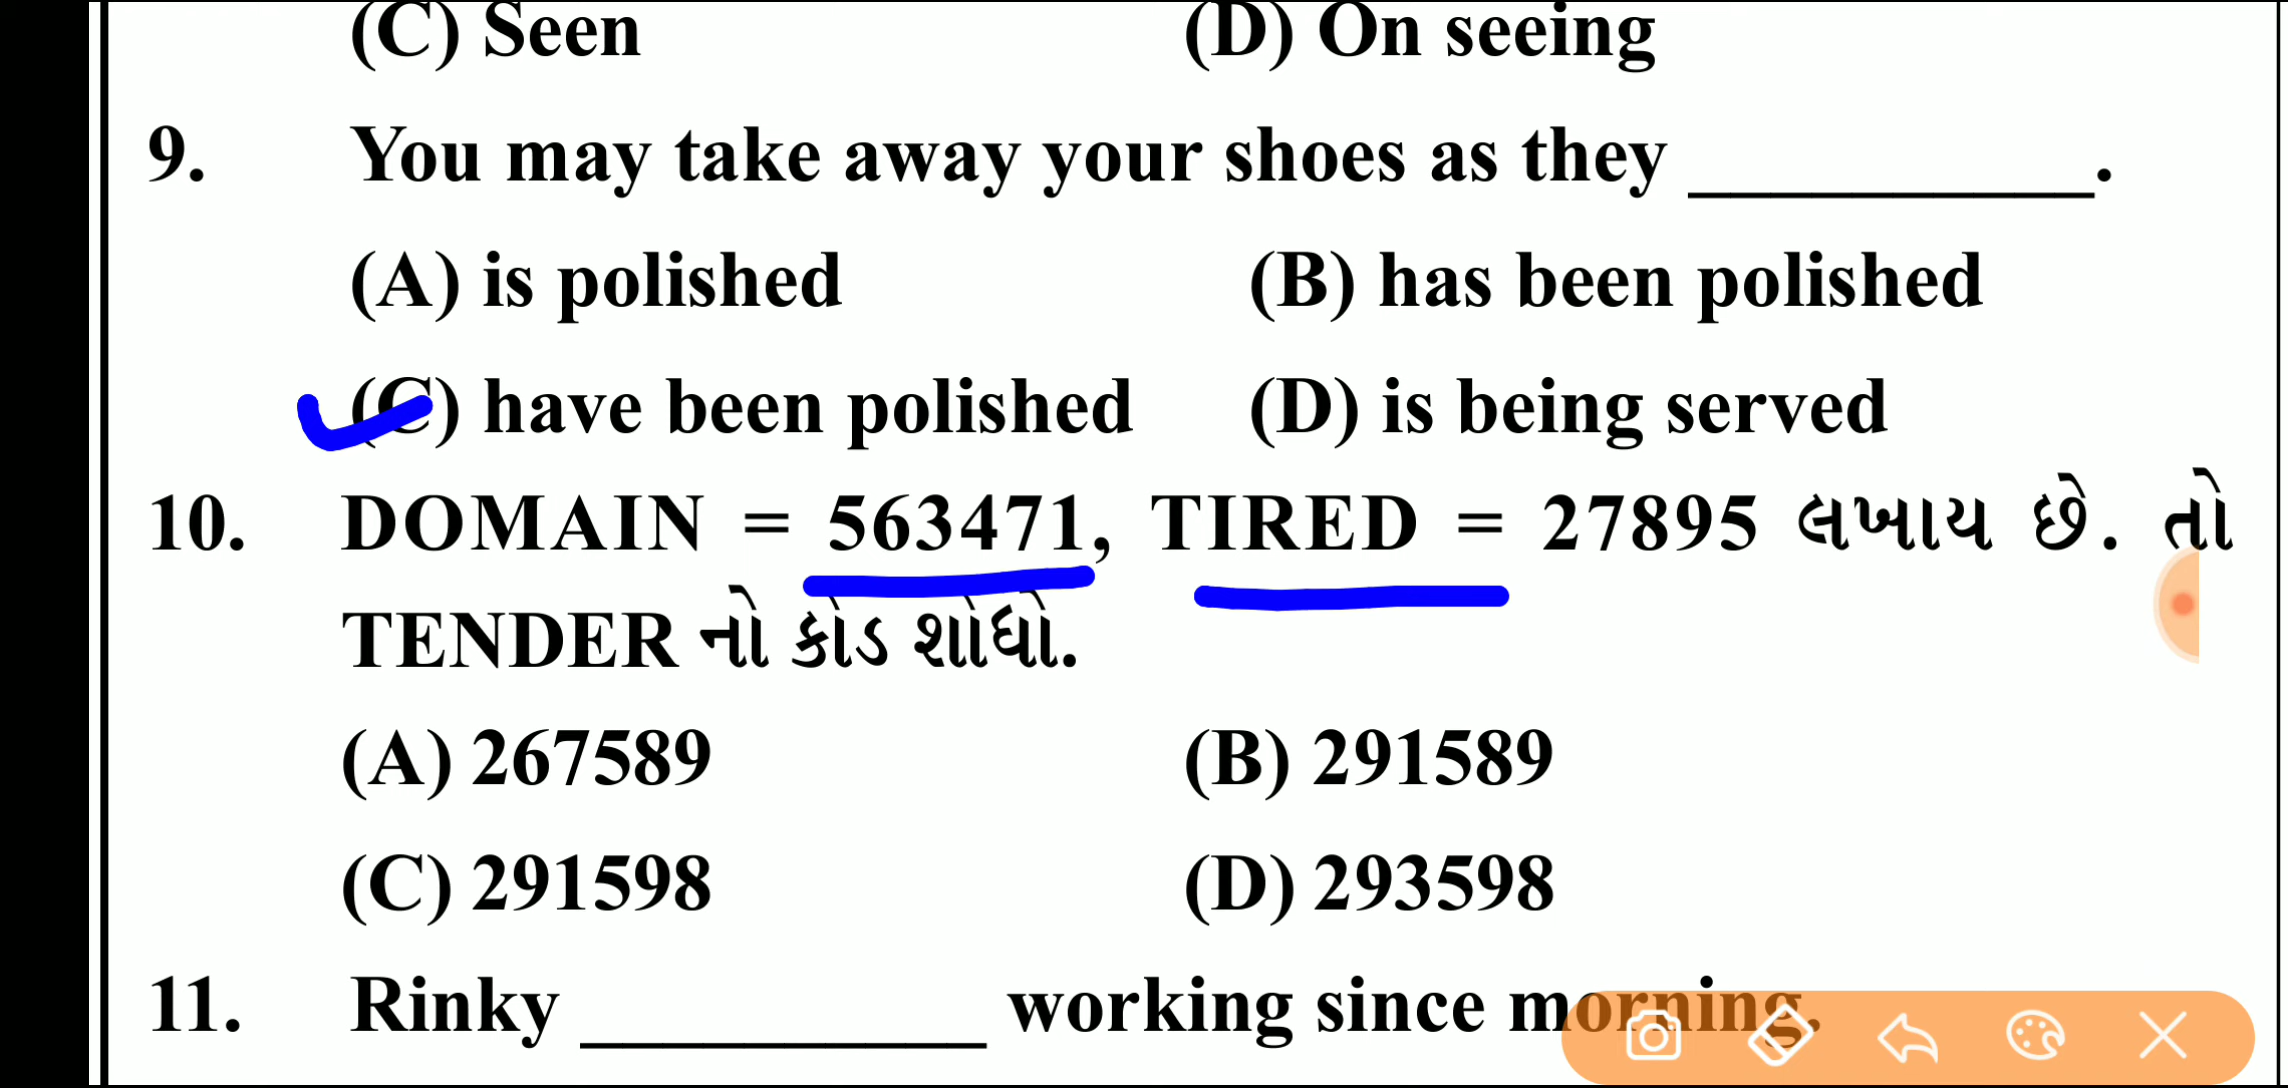 (C) Seen (D) On seeing
9. You may take away your shoes as they ____________.
(A) is polished (B) has been polished
(C) have been polished (D) is being served
10. DOMAIN = 563471, TIRED = 27895 લખાય છે. તો
TENDER નો કોડ શોધો.
(A) 267589 (B) 291589
(C) 291598 (D) 293598
11. Rinky ____________ working since morning.